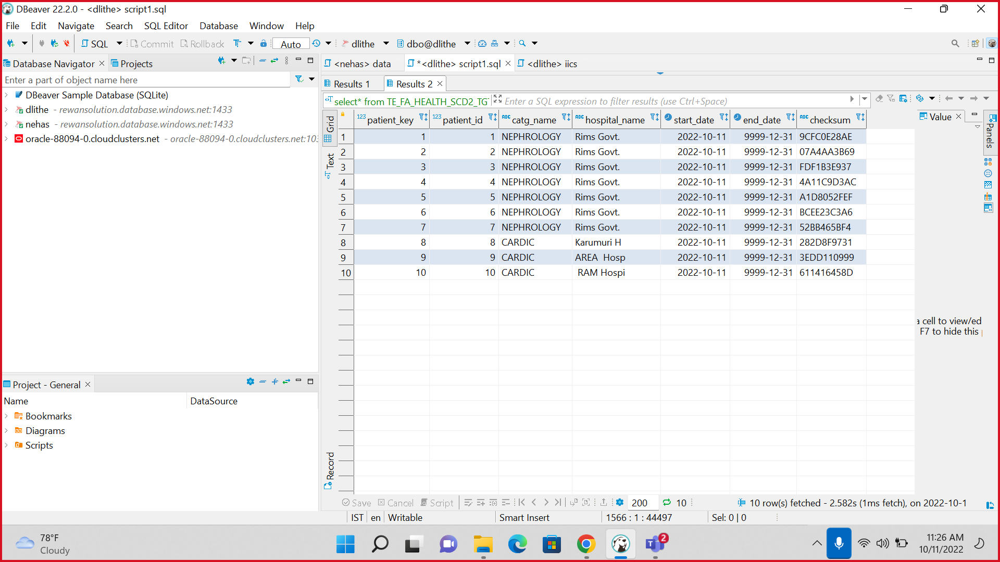 DBeaver 22.2.0 - <dlithe> script1.sql
File Edit Navigate Search SQL Editor Database Window Help
SQL Commit Rollback Auto dlithe dbo@dlithe
Database Navigator Projects
Enter a part of object name here
DBeaver Sample Database (SQLite)
dlithe - rewansolution.database.windows.net:1433
nehas - rewansolution.database.windows.net:1433
oracle-88094-0.cloudclusters.net - oracle-88094-0.cloudclusters.net:103
Project - General
Name DataSource
Bookmarks
Diagrams
Scripts
<nehas> data *<dlithe> script1.sql <dlithe> iics
Results 1 Results 2
select* from TE_FA_HEALTH_SCD2_TG Enter a SQL expression to filter results (use Ctrl+Space)
Grid
Text
Record
123 patient_key 123 patient_id ABC catg_name ABC hospital_name start_date end_date ABC checksum
1 1 1 NEPHROLOGY Rims Govt. 2022-10-11 9999-12-31 9CFC0E28AE
2 2 2 NEPHROLOGY Rims Govt. 2022-10-11 9999-12-31 07A4AA3B69
3 3 3 NEPHROLOGY Rims Govt. 2022-10-11 9999-12-31 FDF1B3E937
4 4 4 NEPHROLOGY Rims Govt. 2022-10-11 9999-12-31 4A11C9D3AC
5 5 5 NEPHROLOGY Rims Govt. 2022-10-11 9999-12-31 A1D8052FEF
6 6 6 NEPHROLOGY Rims Govt. 2022-10-11 9999-12-31 BCEE23C3A6
7 7 7 NEPHROLOGY Rims Govt. 2022-10-11 9999-12-31 52BB465BF4
8 8 8 CARDIC Karumuri H 2022-10-11 9999-12-31 282D8F9731
9 9 9 CARDIC AREA  Hosp 2022-10-11 9999-12-31 3EDD110999
10 10 10 CARDIC RAM Hospi 2022-10-11 9999-12-31 611416458D
Value
Panels
a cell to view/ed
F7 to hide this
Save Cancel Script 200 10 10 row(s) fetched - 2.582s (1ms fetch), on 2022-10-1
IST en Writable Smart Insert 1566 : 1 : 44497 Sel: 0 | 0
78°F
Cloudy
2
11:26 AM
10/11/2022